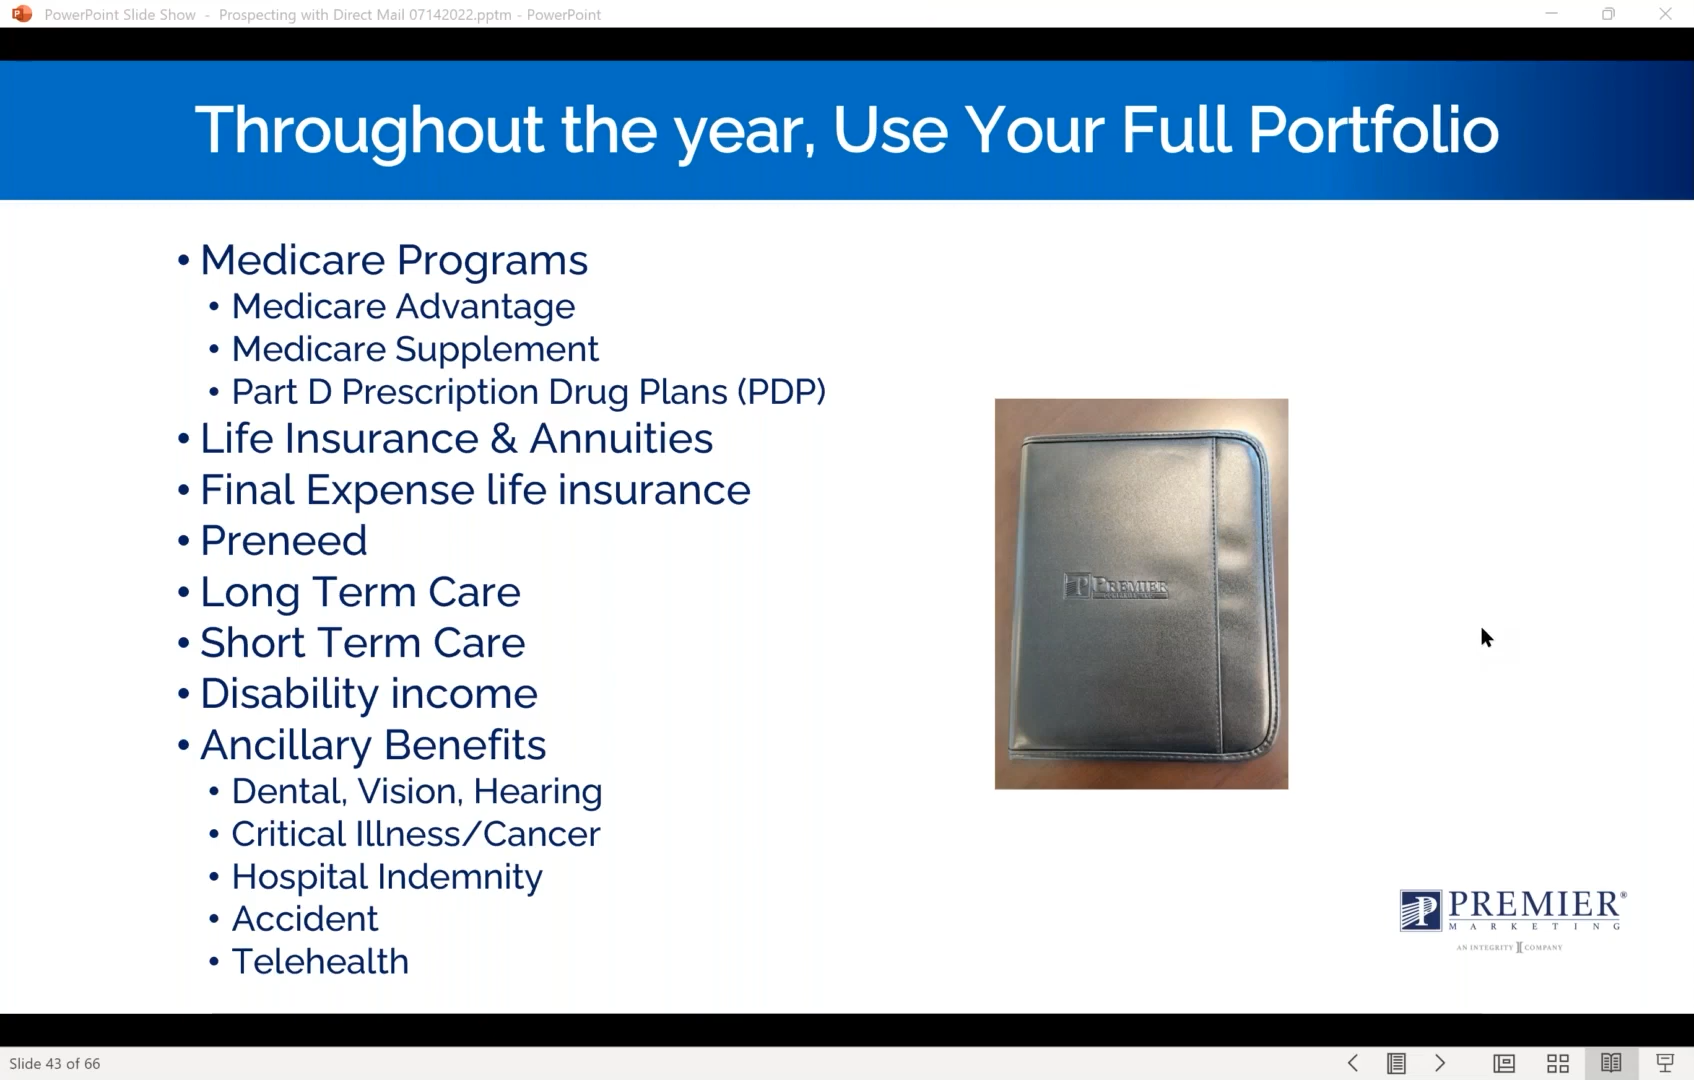 PowerPoint Slide Show - Prospecting with Direct Mail 07142022.pptm - PowerPoint
Throughout the year, Use Your Full Portfolio
• Medicare Programs
• Medicare Advantage
• Medicare Supplement
• Part D Prescription Drug Plans (PDP)
• Life Insurance & Annuities
• Final Expense life insurance
• Preneed
• Long Term Care
• Short Term Care
• Disability income
• Ancillary Benefits
• Dental, Vision, Hearing
• Critical Illness/Cancer
• Hospital Indemnity
• Accident
• Telehealth
PREMIER
PREMIER®
MARKETING
AN INTEGRITY COMPANY
Slide 43 of 66